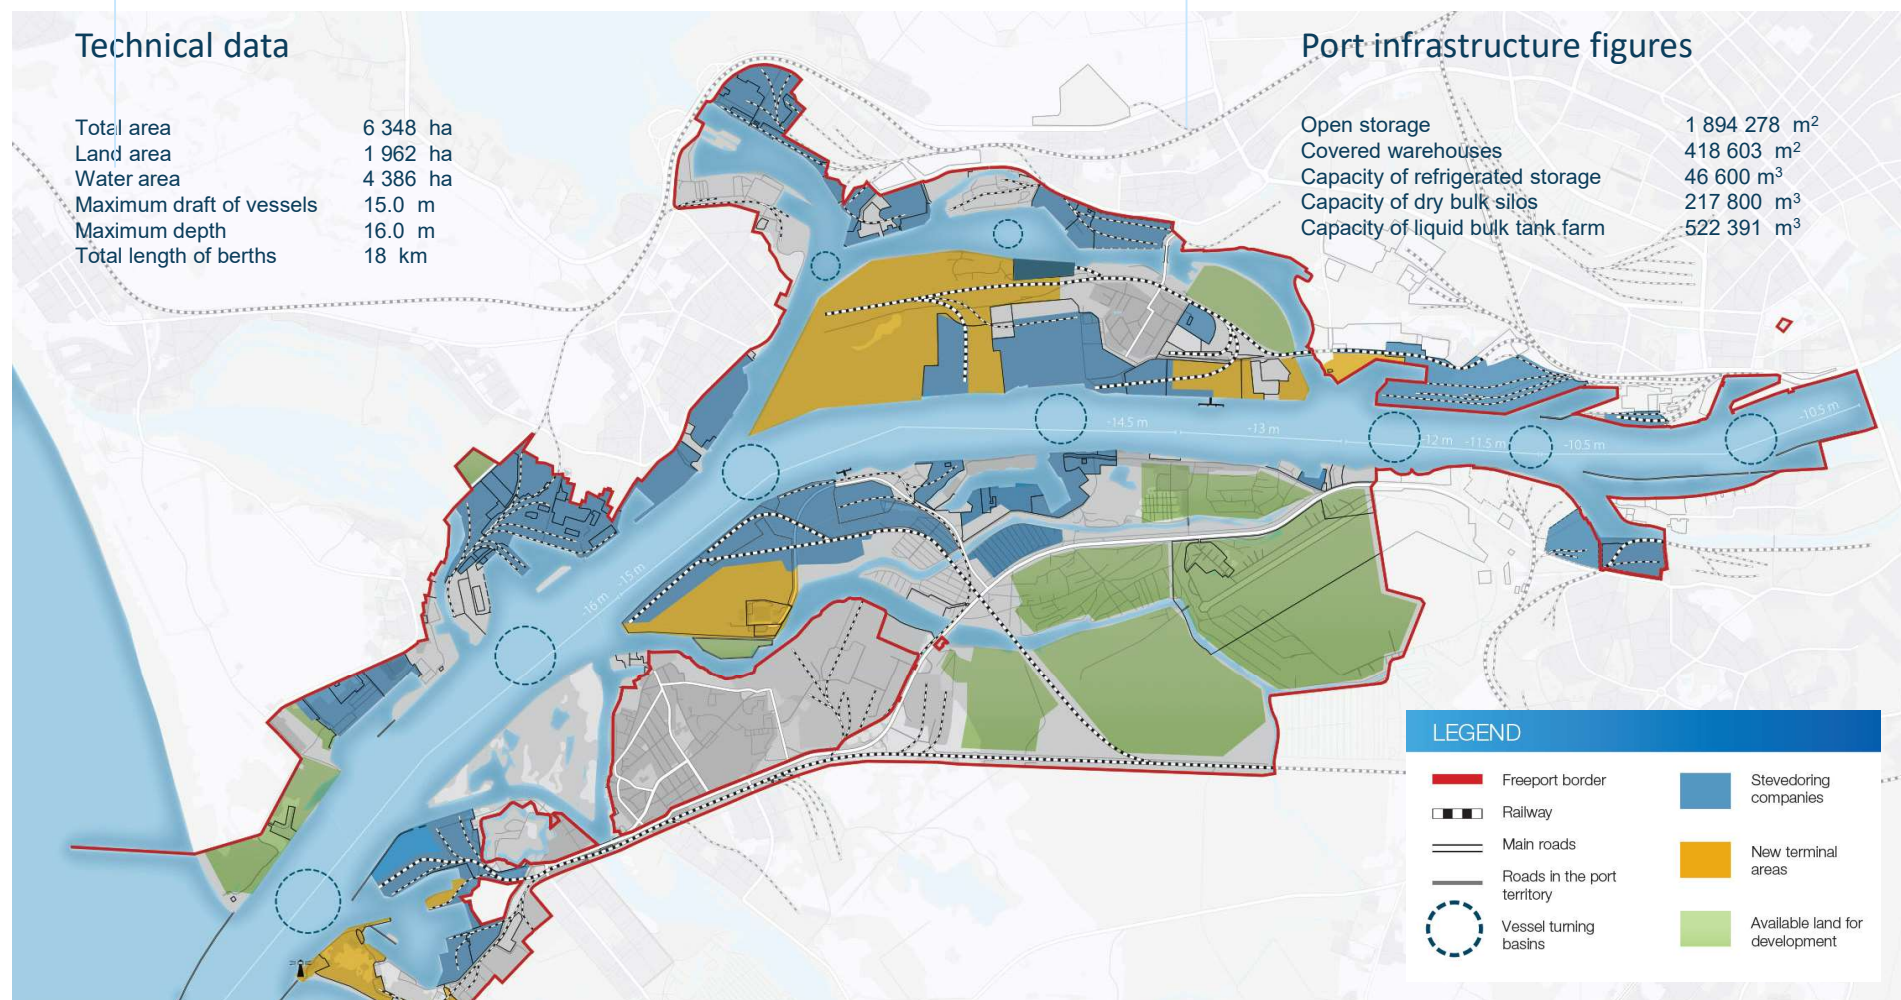 Technical data
Total area 6 348 ha
Land area 1 962 ha
Water area 4 386 ha
Maximum draft of vessels 15.0 m
Maximum depth 16.0 m
Total length of berths 18 km
Port infrastructure figures
Open storage 1 894 278 m²
Covered warehouses 418 603 m²
Capacity of refrigerated storage 46 600 m³
Capacity of dry bulk silos 217 800 m³
Capacity of liquid bulk tank farm 522 391 m³
-10.5 m
-14.5 m
-13 m
-12 m
-11.5 m
-10.5 m
-15 m
-16 m
LEGEND
Freeport border
Railway
Main roads
Roads in the port
territory
Vessel turning
basins
Stevedoring
companies
New terminal
areas
Available land for
development